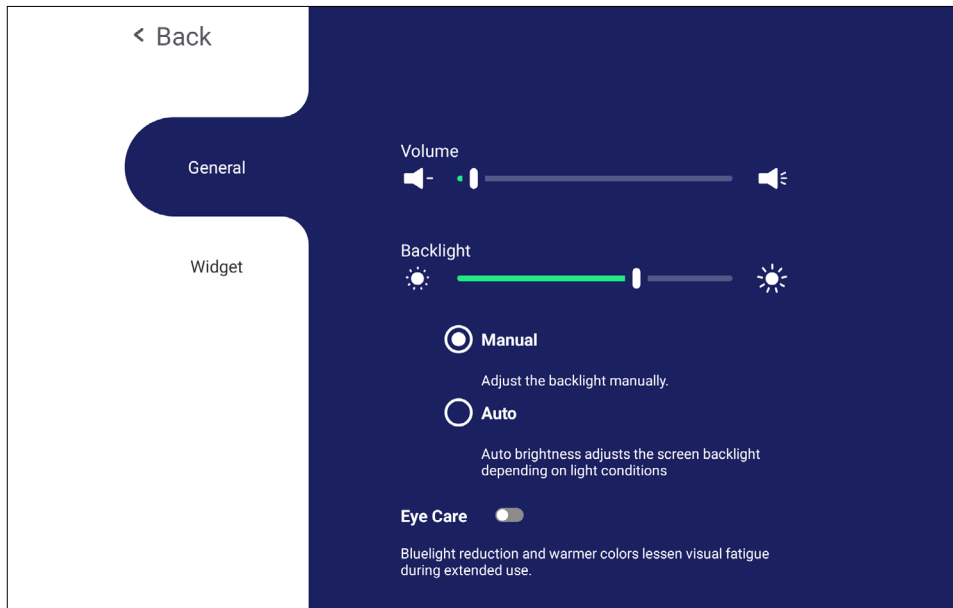 Back
General
Widget
Volume
Backlight
Manual
Adjust the backlight manually.
Auto
Auto brightness adjusts the screen backlight
depending on light conditions
Eye Care
Bluelight reduction and warmer colors lessen visual fatigue
during extended use.